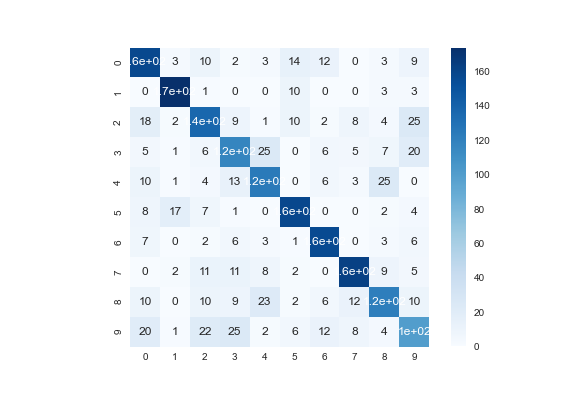 0 .6e+0. 3 10 2 3 14 12 0 3 9
1 0 .7e+0. 1 0 0 10 0 0 3 3
2 18 2 .4e+0. 9 1 10 2 8 4 25
3 5 1 6 .2e+0. 25 0 6 5 7 20
4 10 1 4 13 .2e+0. 0 6 3 25 0
5 8 17 7 1 0 .6e+0. 0 0 2 4
6 7 0 2 6 3 1 .6e+0. 0 3 6
7 0 2 11 11 8 2 0 .6e+0. 9 5
8 10 0 10 9 23 2 6 12 .2e+0. 10
9 20 1 22 25 2 6 12 8 4 1e+02
0 1 2 3 4 5 6 7 8 9
160
140
120
100
80
60
40
20
0